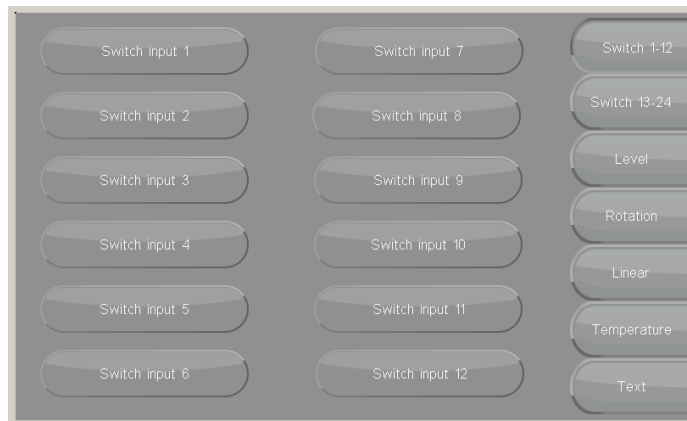 Switch input 1
Switch input 2
Switch input 3
Switch input 4
Switch input 5
Switch input 6
Switch input 7
Switch input 8
Switch input 9
Switch input 10
Switch input 11
Switch input 12
Switch 1-12
Switch 13-24
Level
Rotation
Linear
Temperature
Text